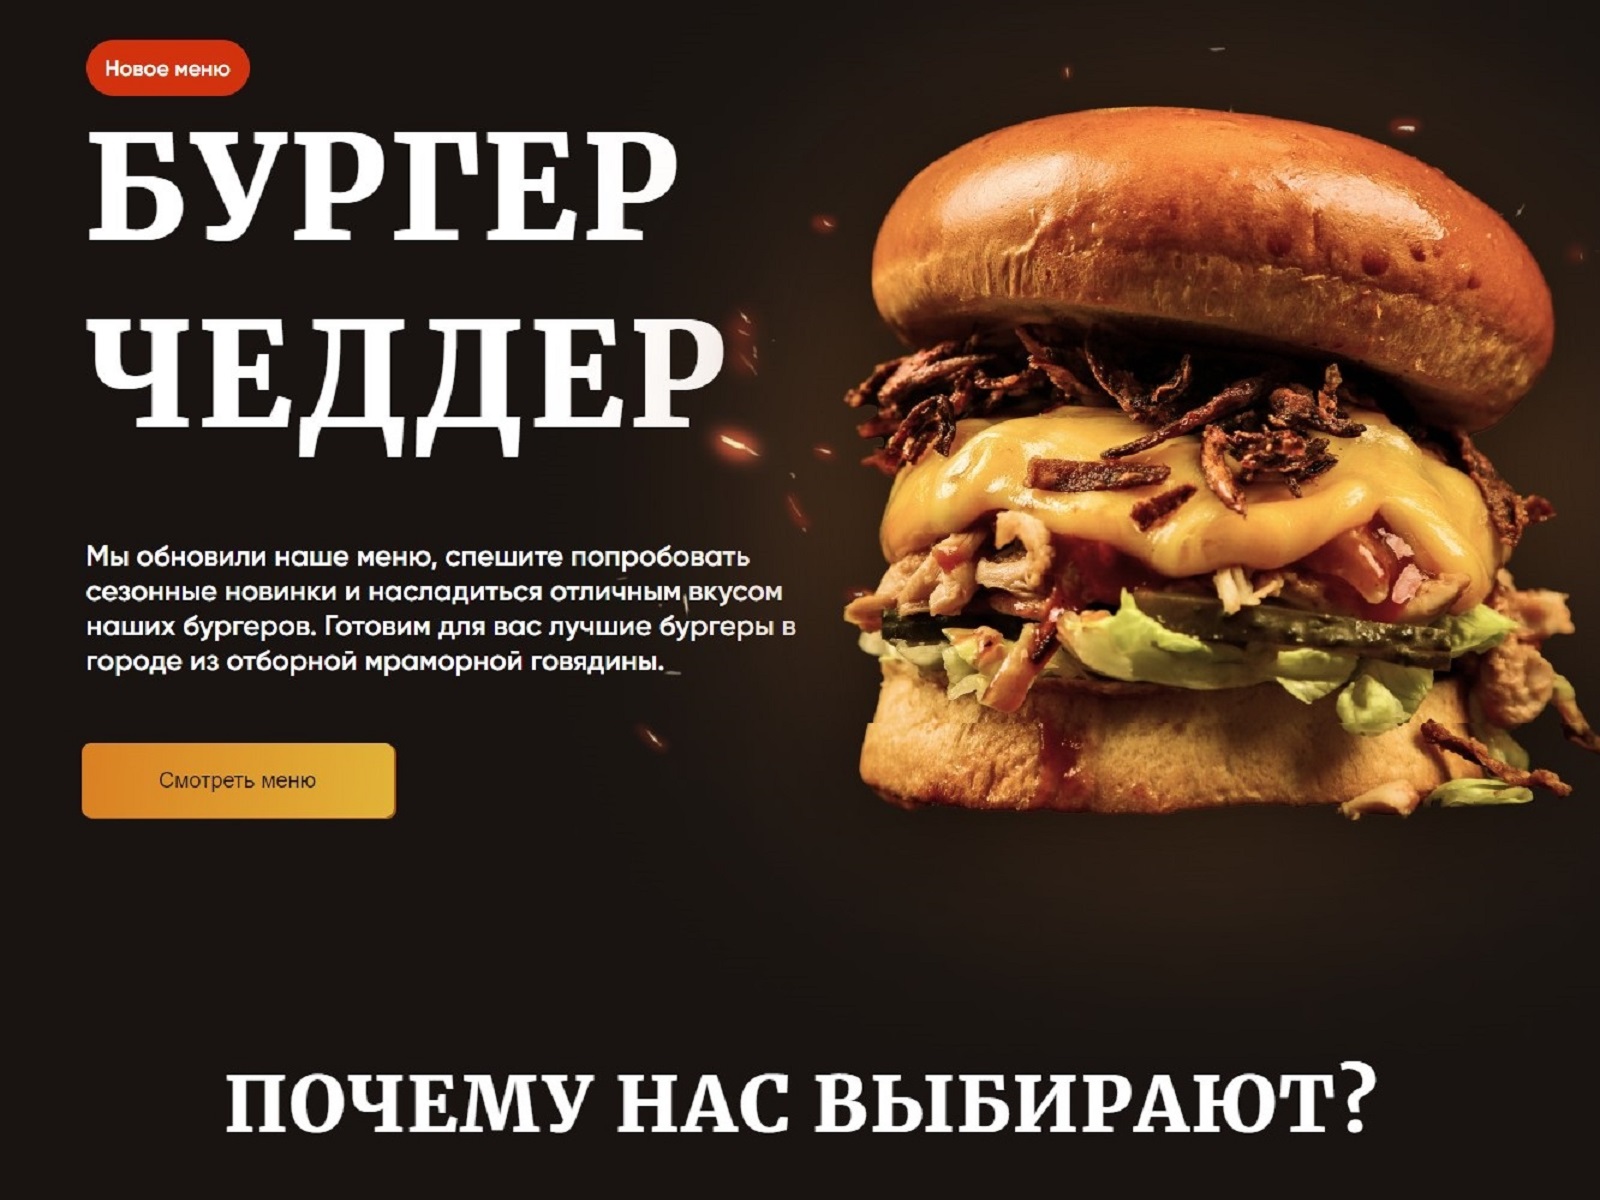 Новое меню
БУРГЕР
ЧЕДДЕР
Мы обновили наше меню, спешите попробовать
сезонные новинки и насладиться отличным вкусом
наших бургеров. Готовим для вас лучшие бургеры в
городе из отборной мраморной говядины.
Смотреть меню
ПОЧЕМУ НАС ВЫБИРАЮТ?